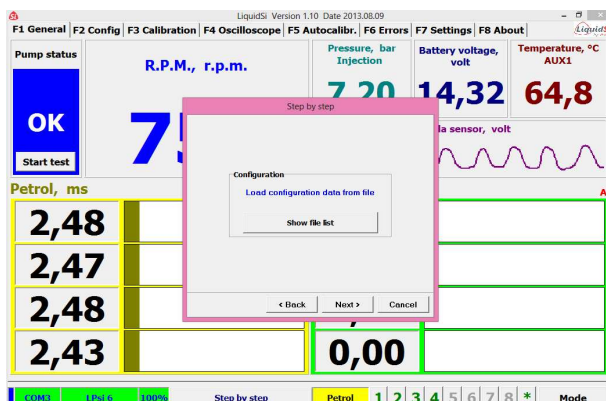 LiquidSi Version 1.10 Date 2013.08.09
F1 General F2 Config F3 Calibration F4 Oscilloscope F5 Autocalibr. F6 Errors F7 Settings F8 About
Pump status
OK
Start test
R.P.M., r.p.m.
Pressure, bar
Injection
7,20
Battery voltage,
volt
14,32
Temperature, °C
AUX1
64,8
Step by step
Configuration
Load configuration data from file
Show file list
< Back Next > Cancel
sensor, volt
Petrol, ms
2,48
2,47
2,48
2,43
0,00
COM3 LPSi 6 100% Step by step Petrol 1 2 3 4 5 6 7 8 * Mode